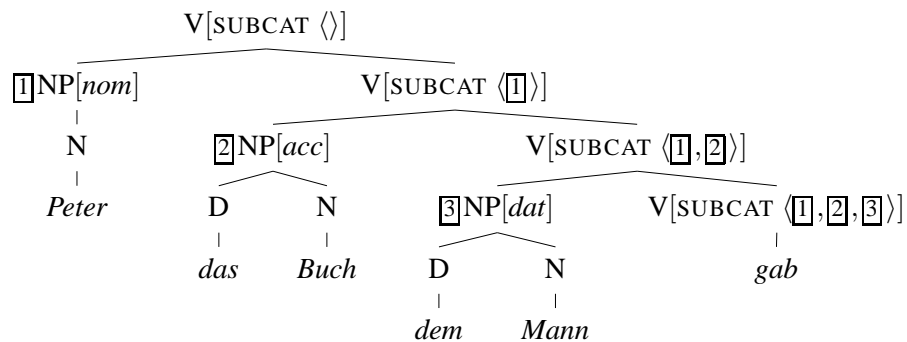 V[SUBCAT ⟨⟩]
1 NP[nom] V[SUBCAT ⟨1⟩]
N 2 NP[acc] V[SUBCAT ⟨1, 2⟩]
Peter D N 3 NP[dat] V[SUBCAT ⟨1, 2, 3⟩]
das Buch D N gab
dem Mann